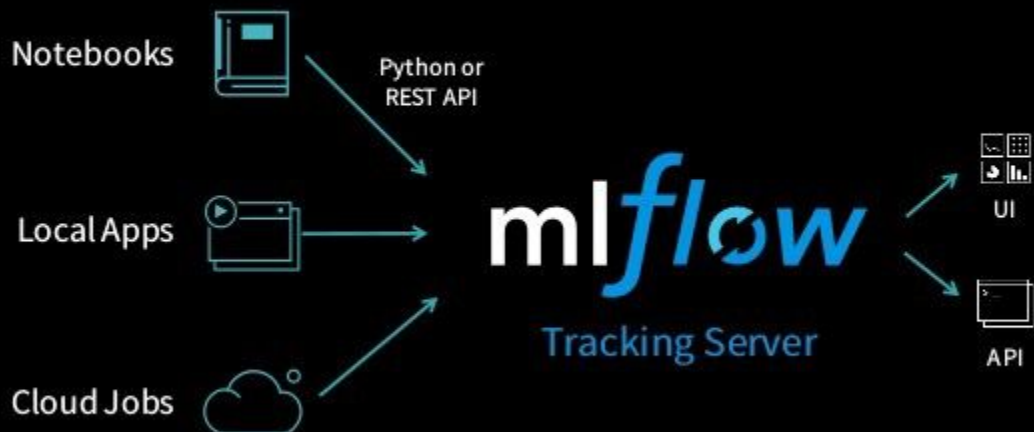 Notebooks
Python or
REST API
Local Apps
mlflow
Tracking Server
Cloud Jobs
UI
API